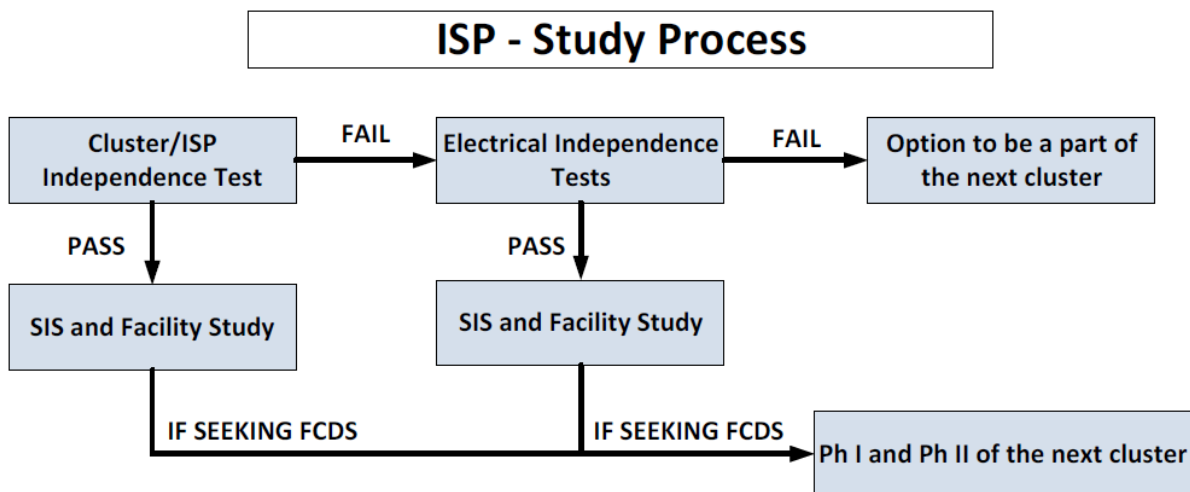 ISP - Study Process
Cluster/ISP
Independence Test
FAIL
Electrical Independence
Tests
FAIL
Option to be a part of
the next cluster
PASS
PASS
SIS and Facility Study
SIS and Facility Study
IF SEEKING FCDS
IF SEEKING FCDS
Ph I and Ph II of the next cluster